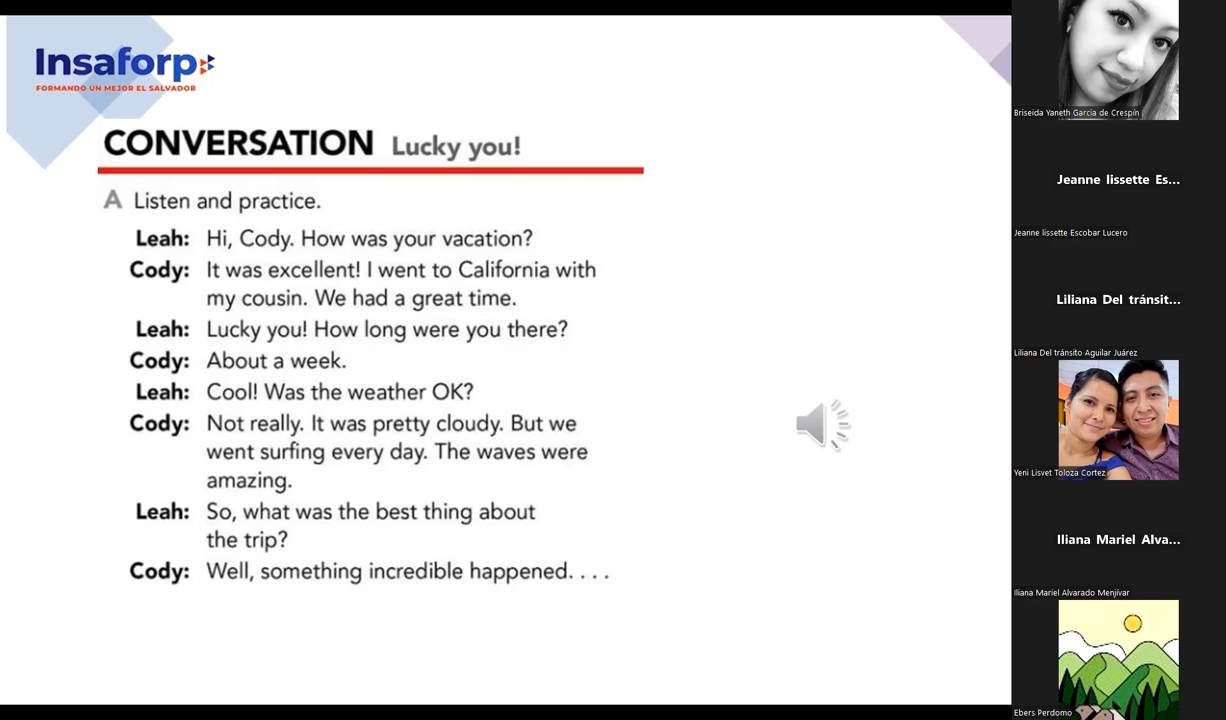 Insaforp
FORMANDO UN MEJOR EL SALVADOR
CONVERSATION Lucky you!
A Listen and practice.
Leah: Hi, Cody. How was your vacation?
Cody: It was excellent! I went to California with
my cousin. We had a great time.
Leah: Lucky you! How long were you there?
Cody: About a week.
Leah: Cool! Was the weather OK?
Cody: Not really. It was pretty cloudy. But we
went surfing every day. The waves were
amazing.
Leah: So, what was the best thing about
the trip?
Cody: Well, something incredible happened. . . .
Briseida Yaneth Garcia de Crespín
Jeanne lissette Es...
Jeanne lissette Escobar Lucero
Liliana Del tránsit...
Liliana Del tránsito Aguilar Juárez
Yeni Lisvet Toloza Cortez
Iliana Mariel Alva...
Iliana Mariel Alvarado Menjívar
Ebers Perdomo